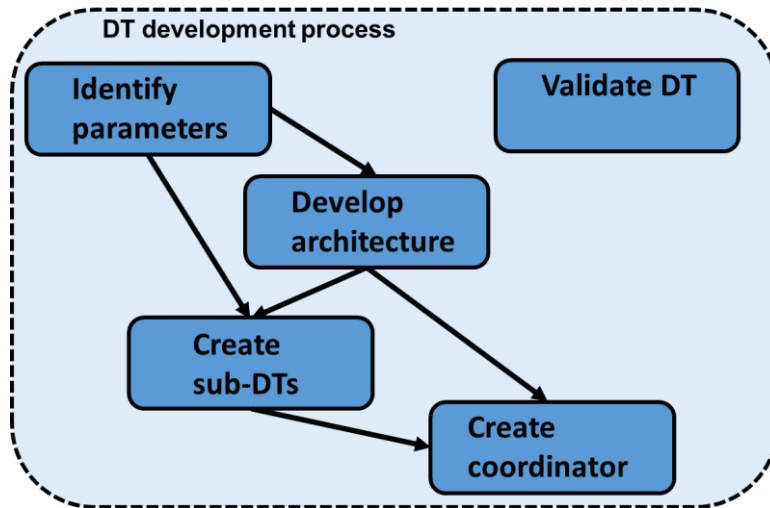 DT development process
Identify
parameters
Validate DT
Develop
architecture
Create
sub-DTs
Create
coordinator